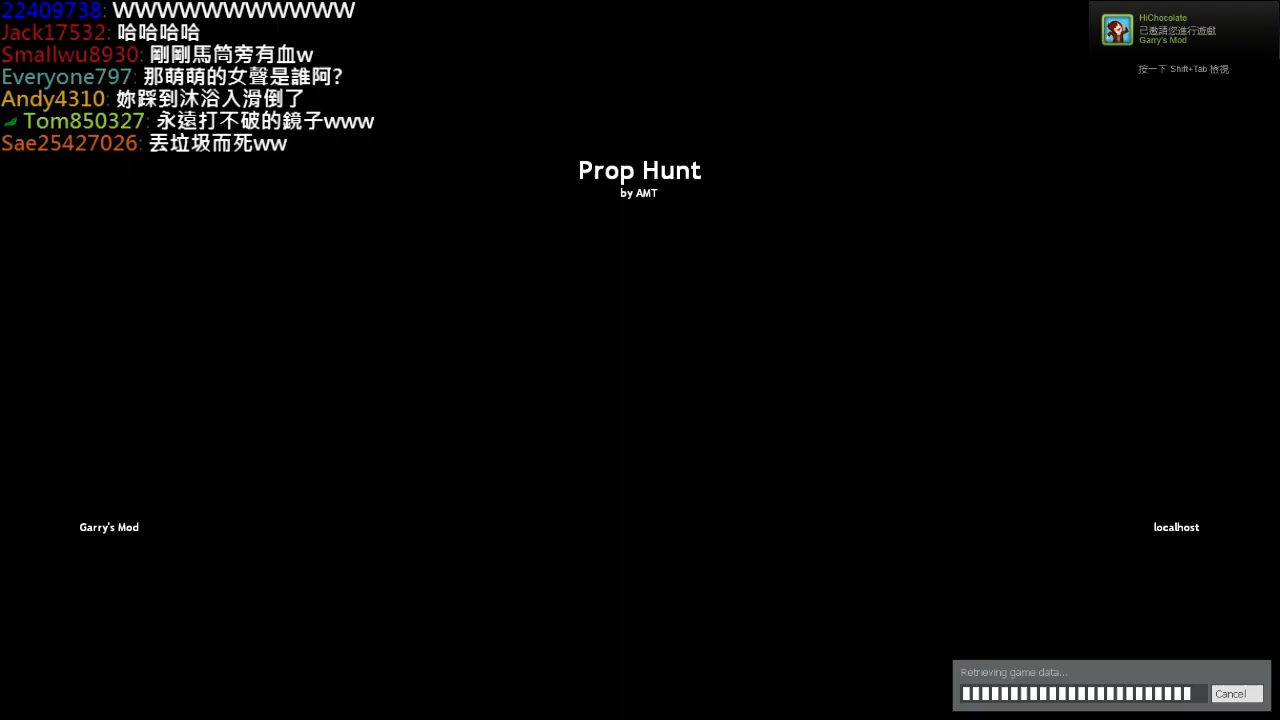 22409738: WWWWWWWWWWW
Jack17532: 哈哈哈哈
Smallwu8930: 剛剛馬筒旁有血w
Everyone797: 那萌萌的女聲是誰阿?
Andy4310: 妳踩到沐浴入滑倒了
Tom850327: 永遠打不破的鏡子www
Sae25427026: 丟垃圾而死ww
HiChocolate
已邀請您進行遊戲
Garry's Mod
按一下 Shift+Tab 檢視
Prop Hunt
by AMT
Garry's Mod
localhost
Retrieving game data...
Cancel